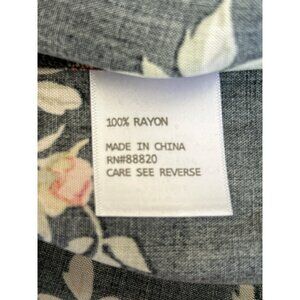 100% RAYON
MADE IN CHINA
RN#88820
CARE SEE REVERSE